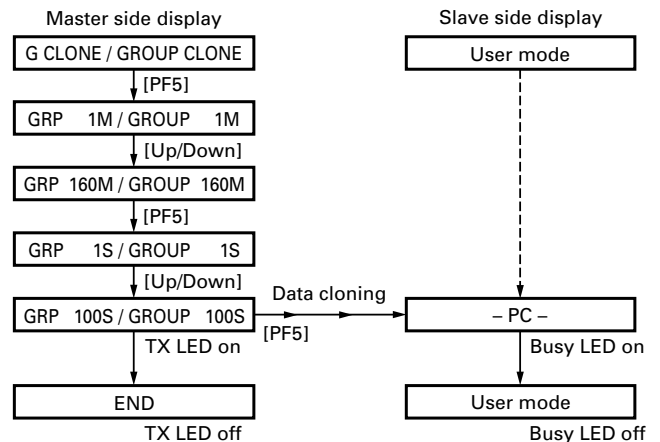 Master side display
G CLONE / GROUP CLONE
[PF5]
GRP 1M / GROUP 1M
[Up/Down]
GRP 160M / GROUP 160M
[PF5]
GRP 1S / GROUP 1S
[Up/Down]
GRP 100S / GROUP 100S
TX LED on
END
TX LED off
Data cloning
[PF5]
Slave side display
User mode
– PC –
Busy LED on
User mode
Busy LED off